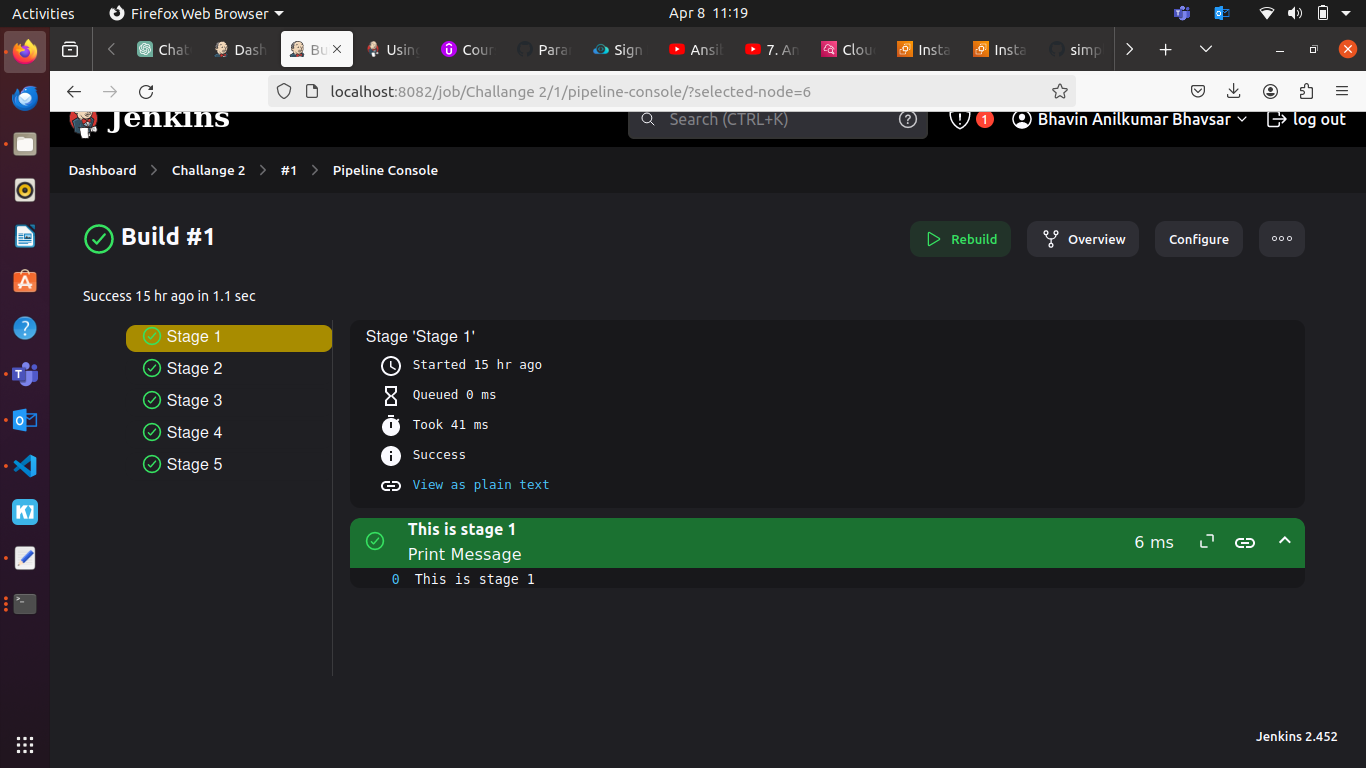 Activities
Firefox Web Browser
Apr 8 11:19
Chat
Dash
Bu
Using
Cour
Parar
Sign
Ansil
7. An
Clou
Insta
Insta
simp
localhost:8082/job/Challange 2/1/pipeline-console/?selected-node=6
Jenkins
Search (CTRL+K)
1
Bhavin Anilkumar Bhavsar
log out
Dashboard
Challange 2
#1
Pipeline Console
Build #1
Rebuild
Overview
Configure
Success 15 hr ago in 1.1 sec
Stage 1
Stage 2
Stage 3
Stage 4
Stage 5
Stage 'Stage 1'
Started 15 hr ago
Queued 0 ms
Took 41 ms
Success
View as plain text
This is stage 1
Print Message
6 ms
0 This is stage 1
Jenkins 2.452